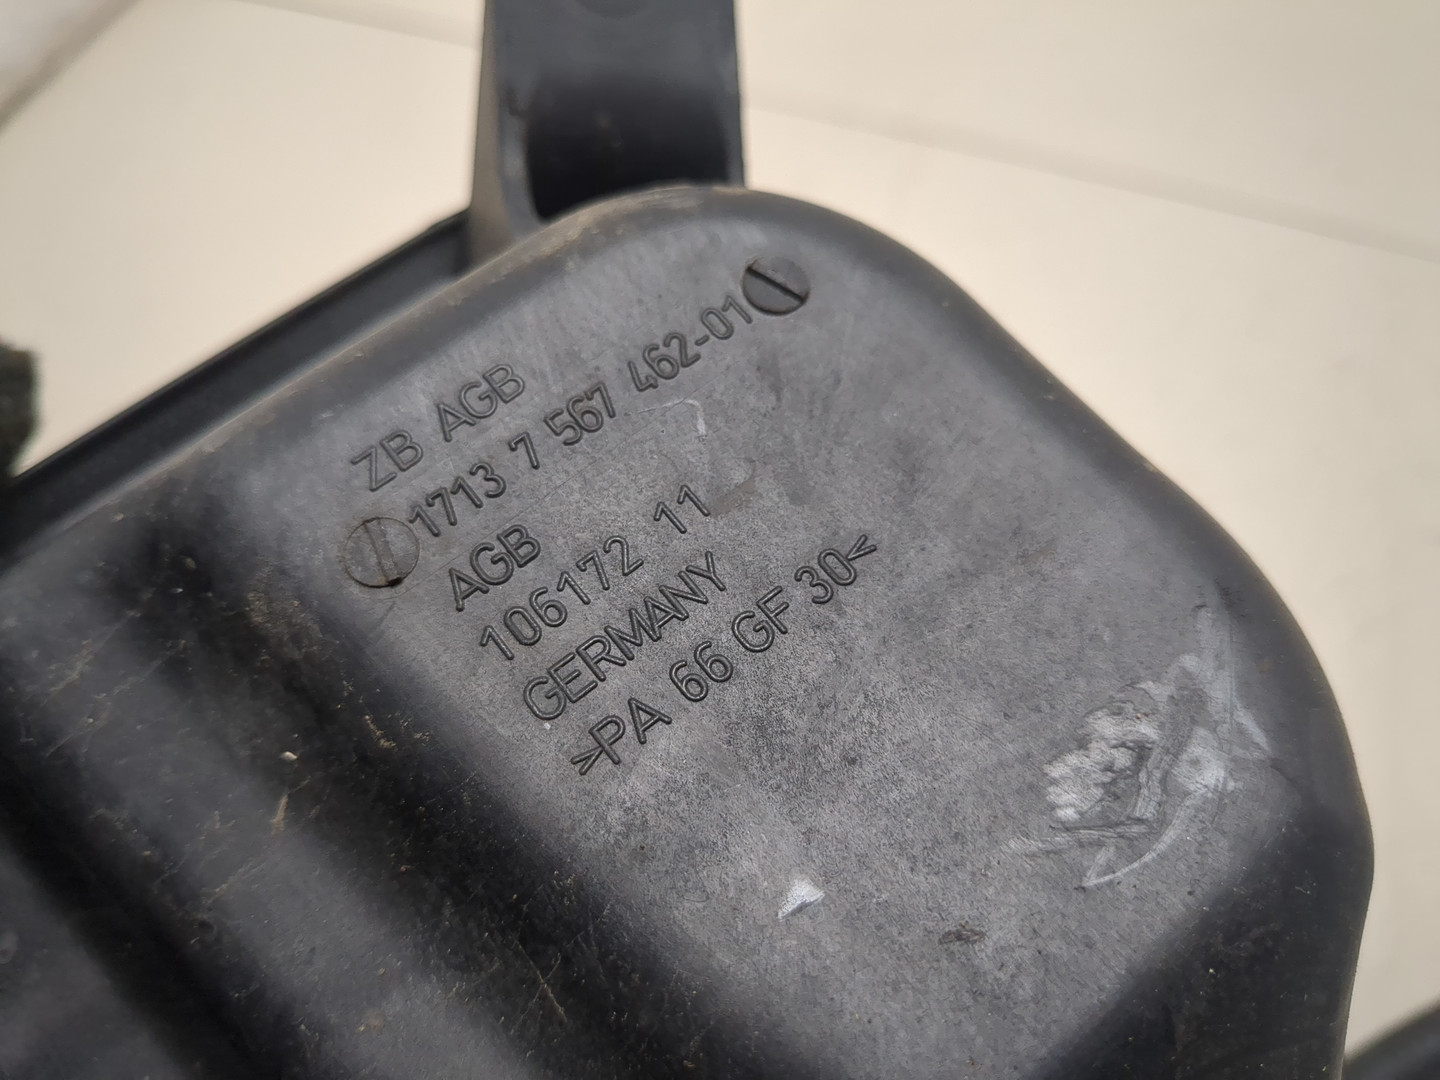 ZB AGB
1713 7 567 462-01
AGB
106172 11
GERMANY
>PA 66 GF 30<